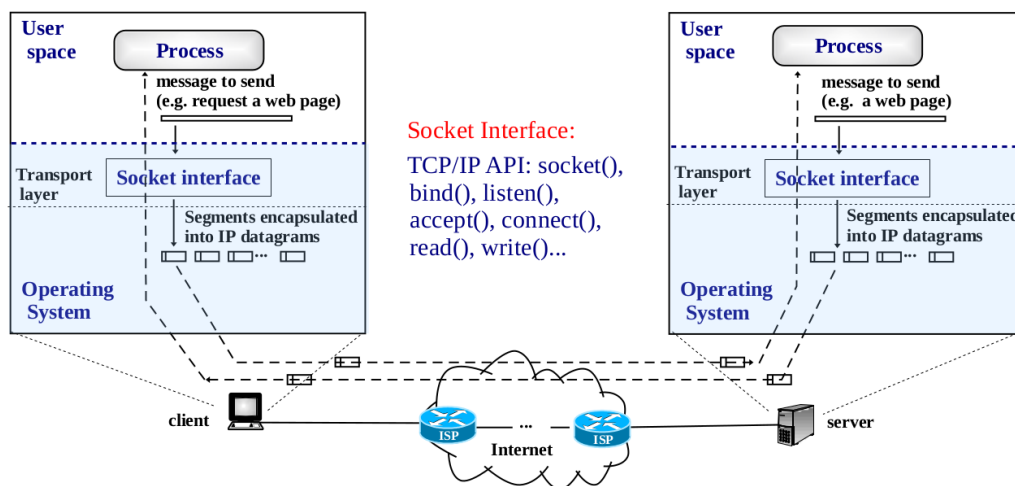 User
space
Process
message to send
(e.g. request a web page)
Transport
layer
Socket interface
Segments encapsulated
into IP datagrams
...
Operating
System
Socket Interface:
TCP/IP API: socket(),
bind(), listen(),
accept(), connect(),
read(), write()...
User
space
Process
message to send
(e.g.  a web page)
Transport
layer
Socket interface
Segments encapsulated
into IP datagrams
...
Operating
System
client
ISP
...
ISP
Internet
server